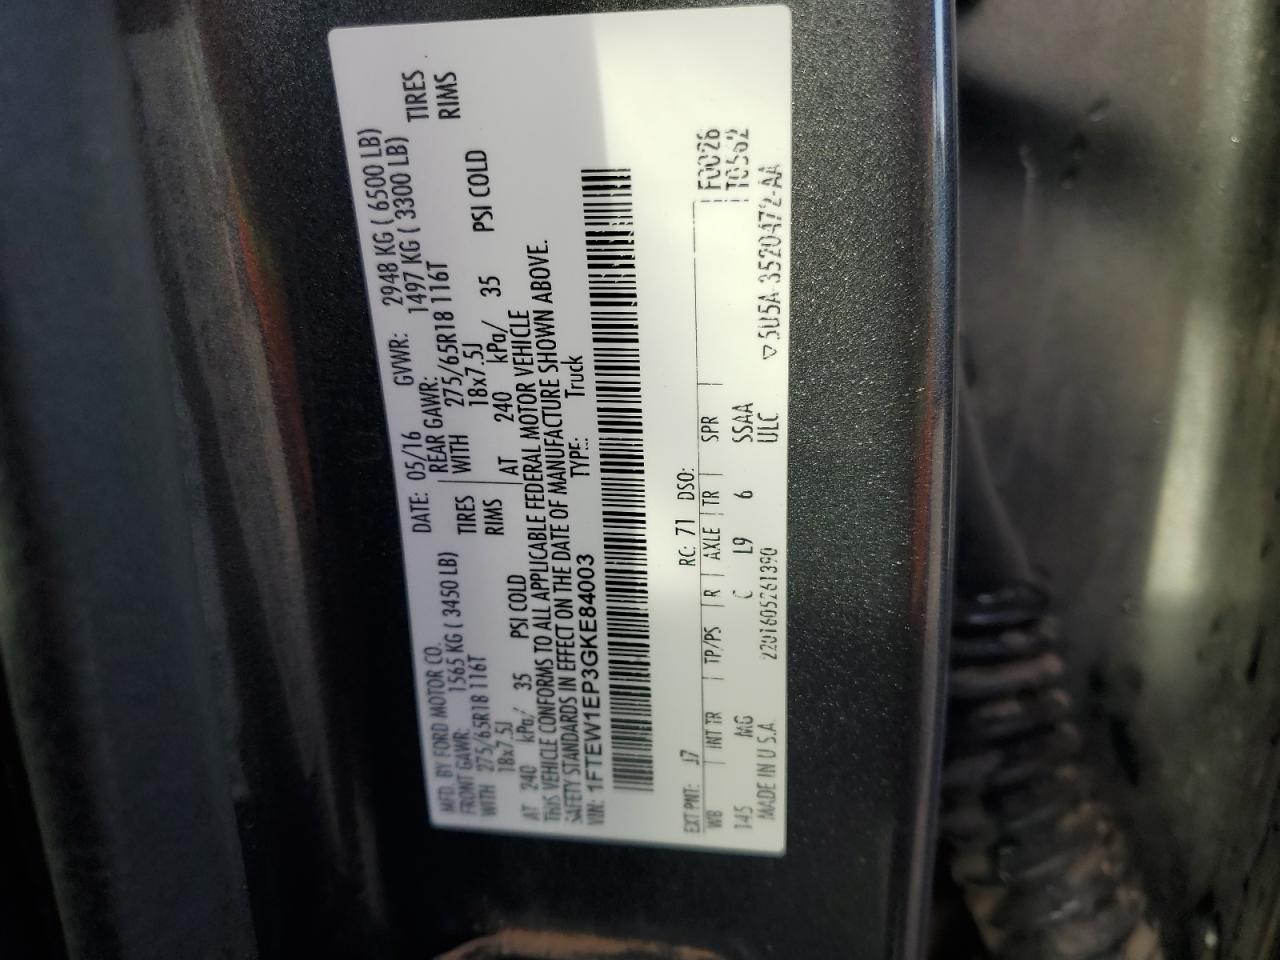 MFD. BY FORD MOTOR CO.
DATE: 05/16 GVWR: 2948 KG ( 6500 LB)
FRONT GAWR: 1565 KG ( 3450 LB)
REAR GAWR: 1497 KG ( 3300 LB)
WITH 275/65R18 116T TIRES
WITH 275/65R18 116T TIRES
18x7.5J RIMS
18x7.5J RIMS
AT 240 kPa/ 35 PSI COLD
AT 240 kPa/ 35 PSI COLD
THIS VEHICLE CONFORMS TO ALL APPLICABLE FEDERAL MOTOR VEHICLE
SAFETY STANDARDS IN EFFECT ON THE DATE OF MANUFACTURE SHOWN ABOVE.
VIN: 1FTEW1EP3GKE84003 TYPE: Truck
EXT PNT: J7 RC: 71 DSO: F0026
WB INT TR TP/PS R AXLE TR SPR T0562
145 MG C L9 6 SSAA
ULC
MADE IN U.S.A. 2201605261390 ▽5U5A-3520472-AA